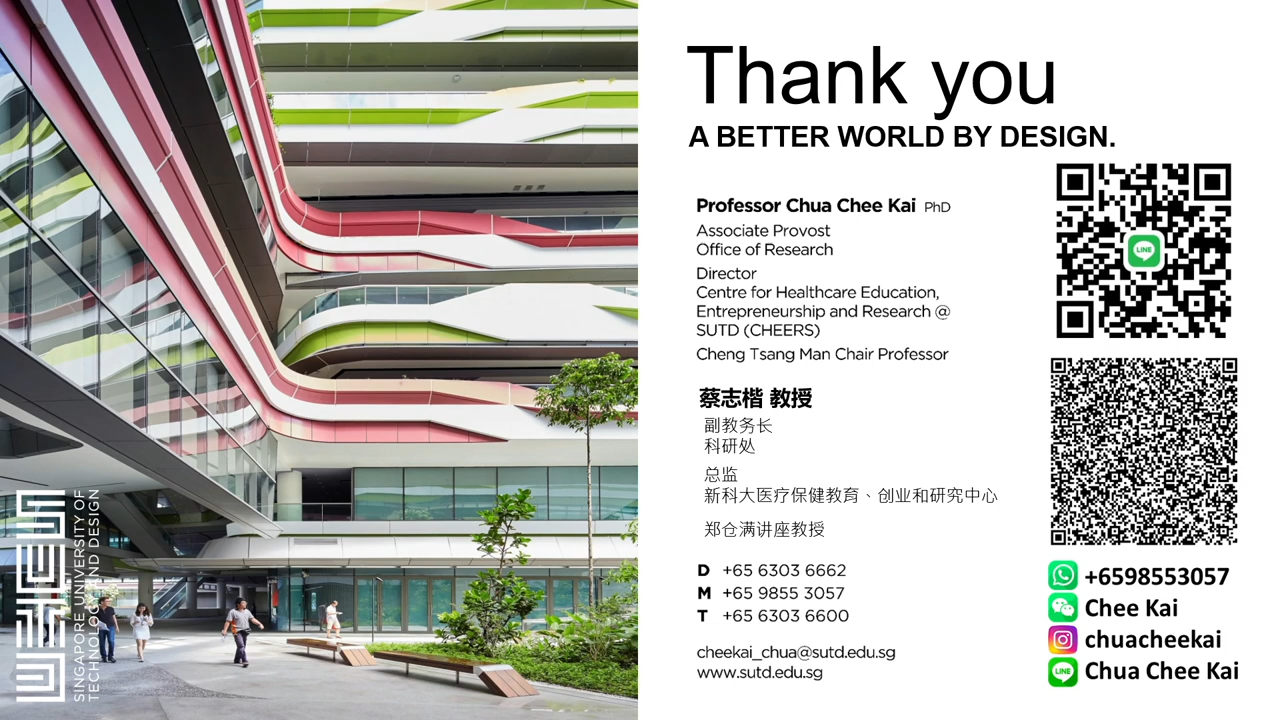 Thank you
A BETTER WORLD BY DESIGN.
Professor Chua Chee Kai PhD
Associate Provost
Office of Research
Director
Centre for Healthcare Education,
Entrepreneurship and Research @
SUTD (CHEERS)
Cheng Tsang Man Chair Professor
蔡志楷 教授
副教务长
科研处
总监
新科大医疗保健教育、创业和研究中心
郑仓满讲座教授
D +65 6303 6662
M +65 9855 3057
T +65 6303 6600
cheekai_chua@sutd.edu.sg
www.sutd.edu.sg
LINE
+6598553057
Chee Kai
chuacheekai
LINE
Chua Chee Kai
SINGAPORE UNIVERSITY OF
TECHNOLOGY AND DESIGN